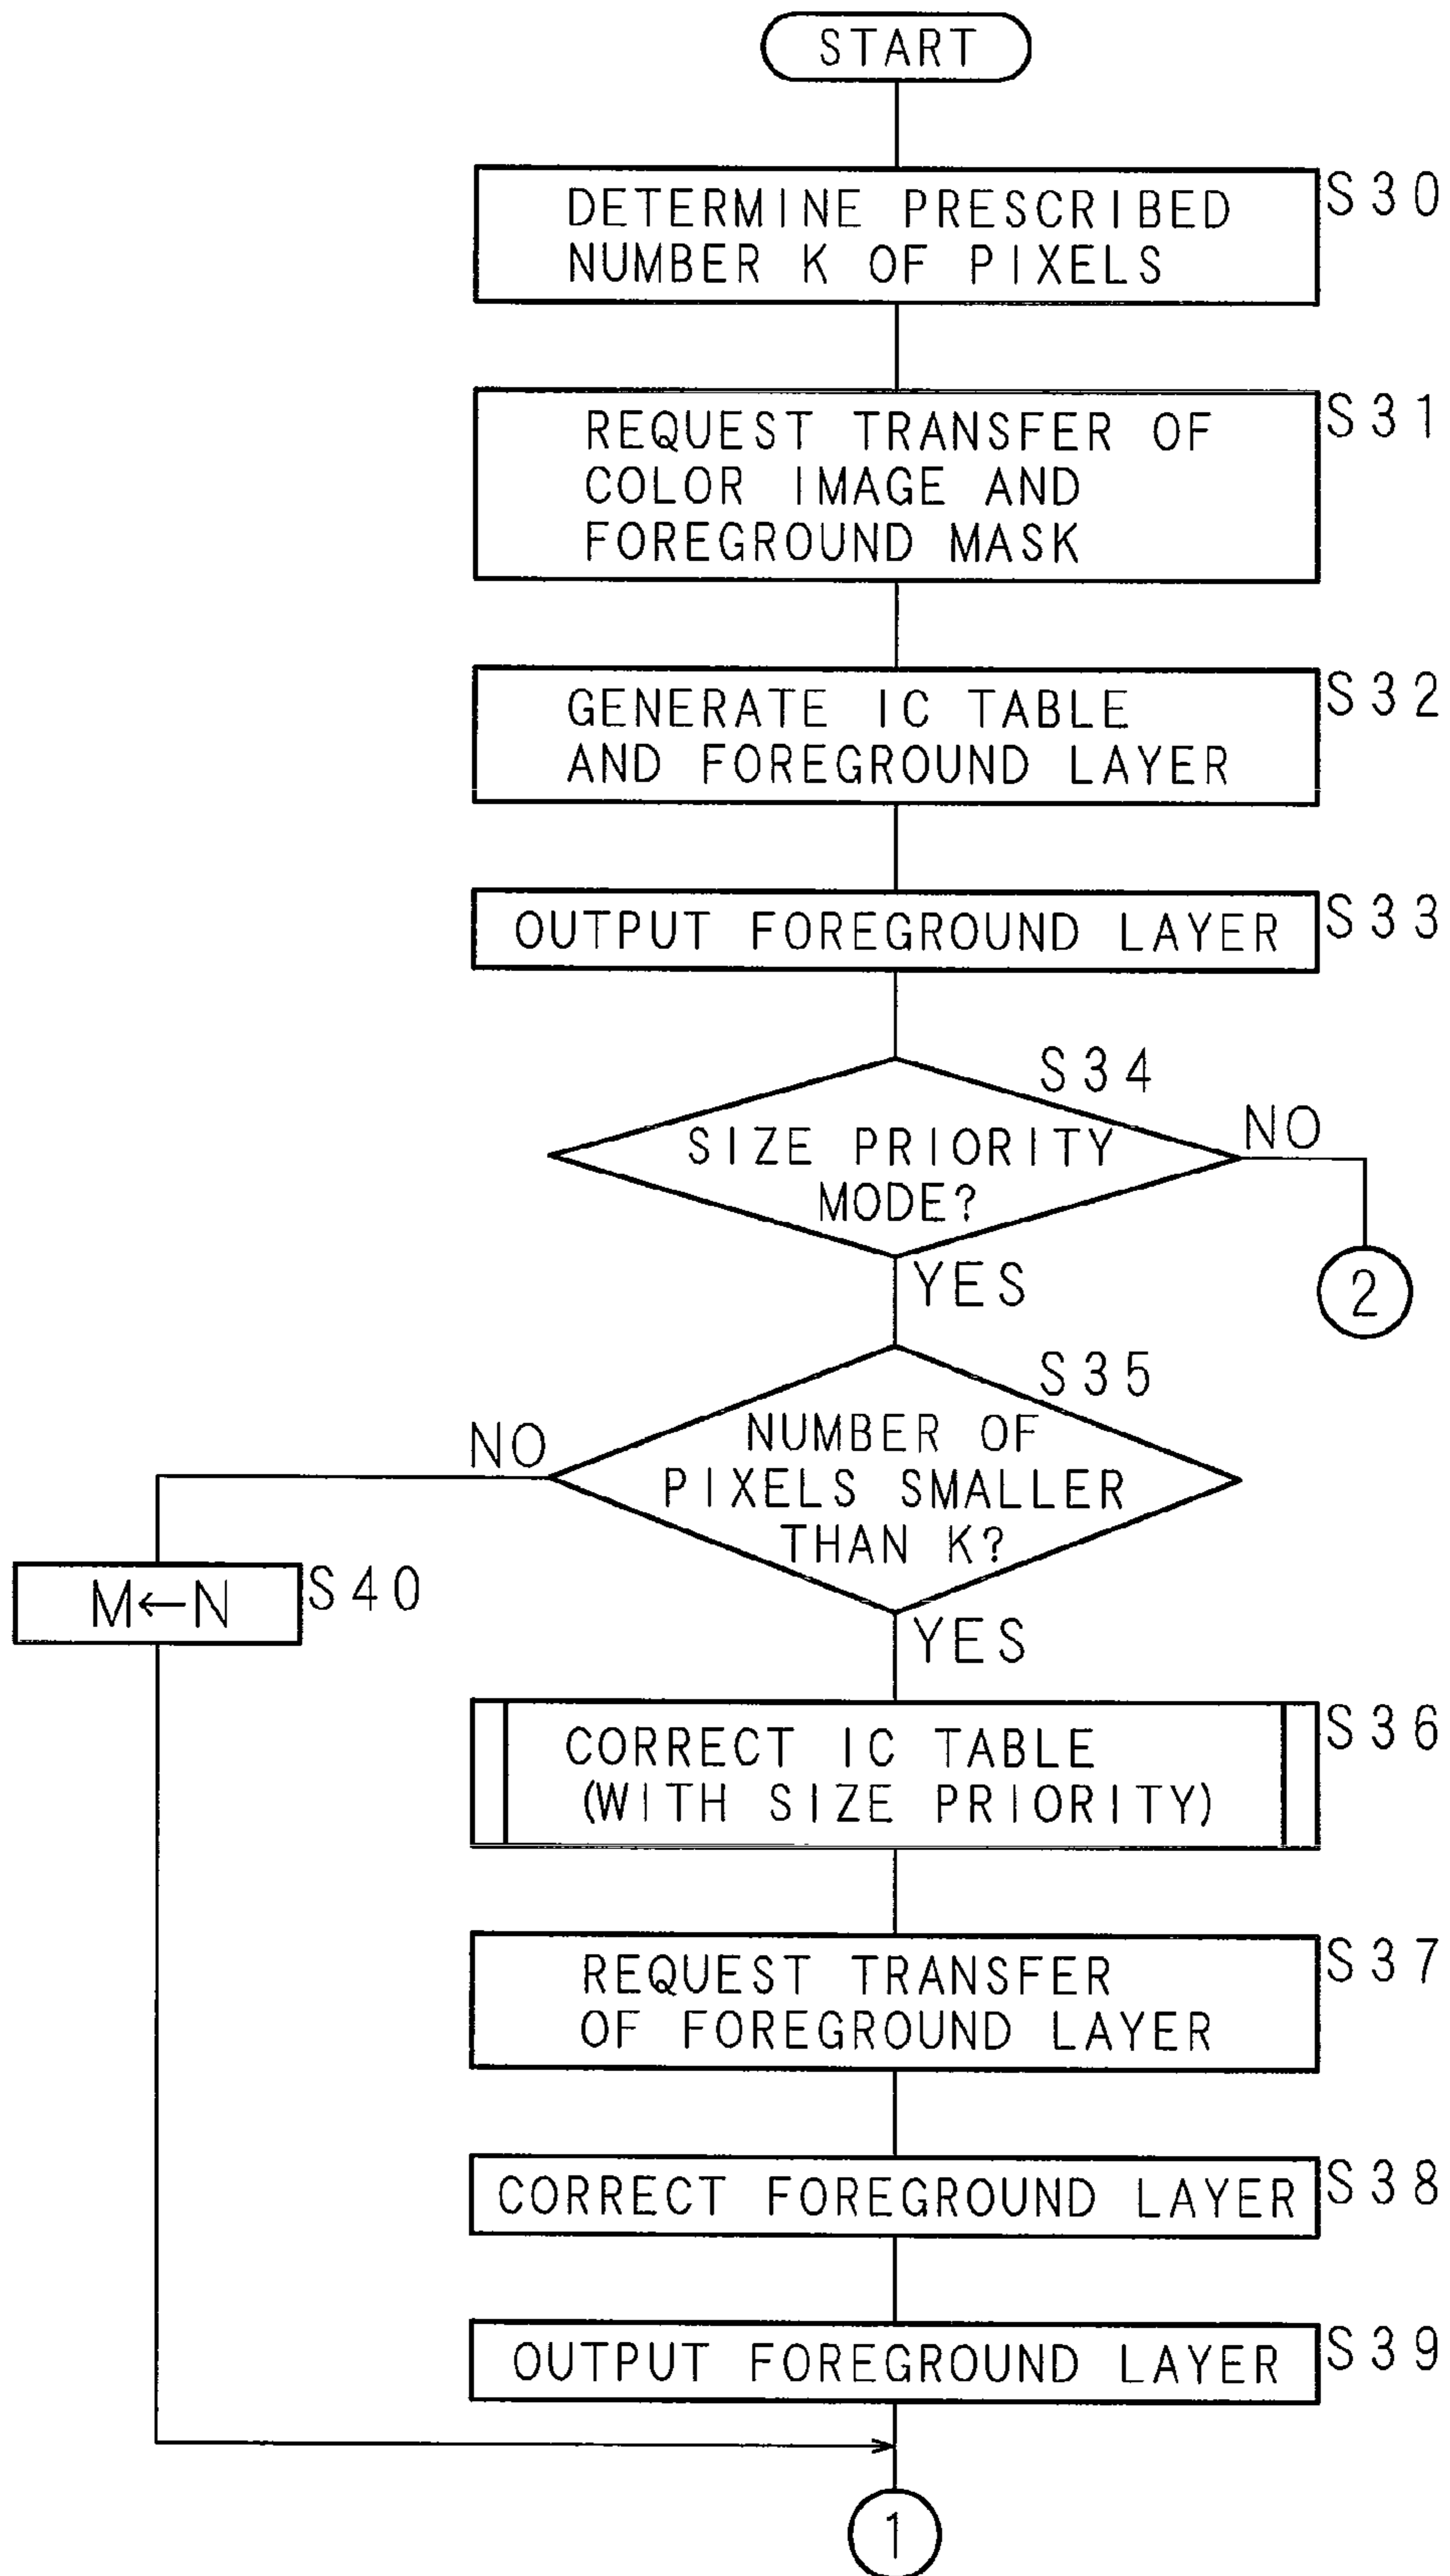 START
S30
DETERMINE PRESCRIBED
NUMBER K OF PIXELS
S31
REQUEST TRANSFER OF
COLOR IMAGE AND
FOREGROUND MASK
S32
GENERATE IC TABLE
AND FOREGROUND LAYER
S33
OUTPUT FOREGROUND LAYER
S34
SIZE PRIORITY
MODE?
NO
2
YES
S35
NUMBER OF
PIXELS SMALLER
THAN K?
NO
S40
M←N
YES
S36
CORRECT IC TABLE
(WITH SIZE PRIORITY)
S37
REQUEST TRANSFER
OF FOREGROUND LAYER
S38
CORRECT FOREGROUND LAYER
S39
OUTPUT FOREGROUND LAYER
1